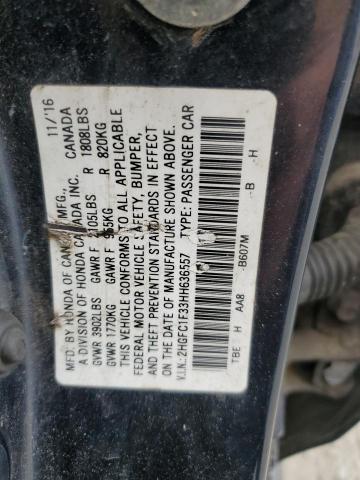 MFD. BY HONDA OF CANADA MFG., 11/16
A DIVISION OF HONDA CANADA INC. CANADA
GVWR 3902LBS GAWR F 2105LBS R 1808LBS
GVWR 1770KG GAWR F 955KG R 820KG
THIS VEHICLE CONFORMS TO ALL APPLICABLE
FEDERAL MOTOR VEHICLE SAFETY, BUMPER,
AND THEFT PREVENTION STANDARDS IN EFFECT
ON THE DATE OF MANUFACTURE SHOWN ABOVE.
V.I.N.: 2HGFC1F33HH636557 TYPE: PASSENGER CAR
TBE H AA8 -B607M -B -H